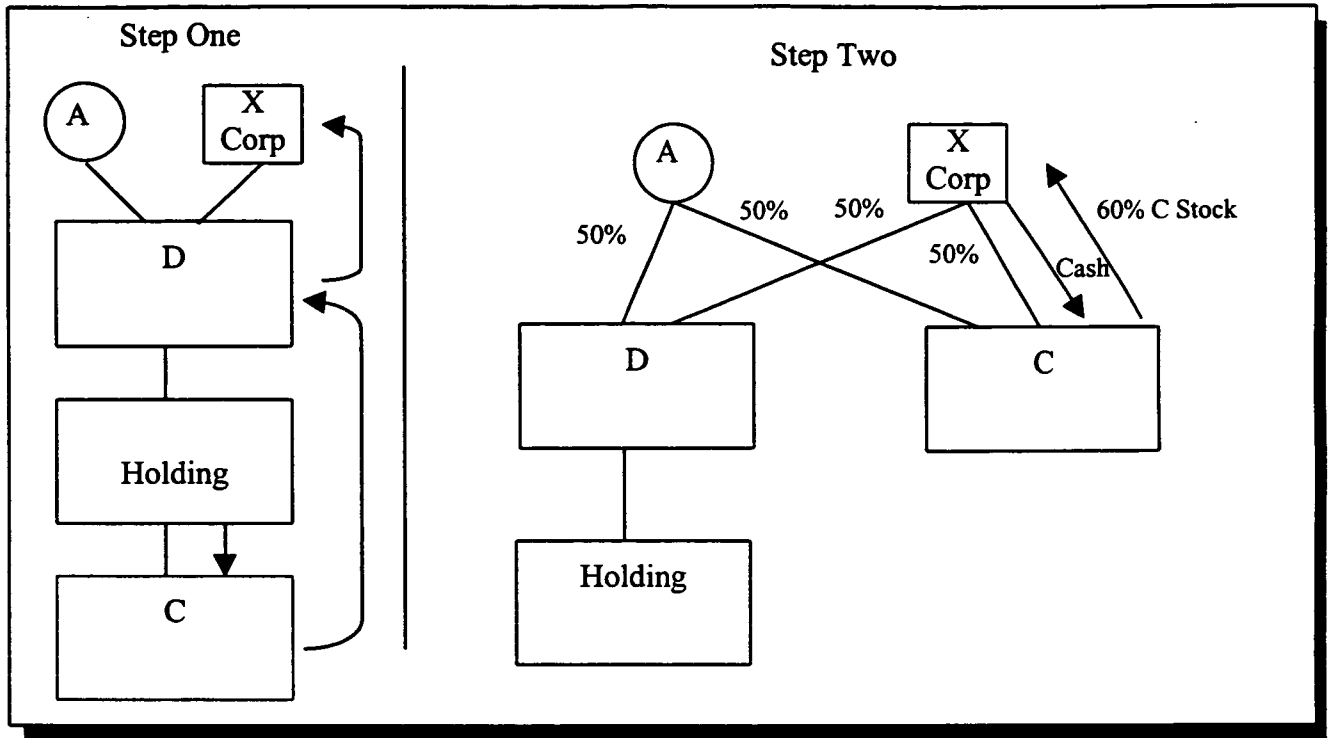 Step One
A
X
Corp
D
Holding
C
Step Two
A
X
Corp
50%
50%
50%
50%
60% C Stock
Cash
D
C
Holding